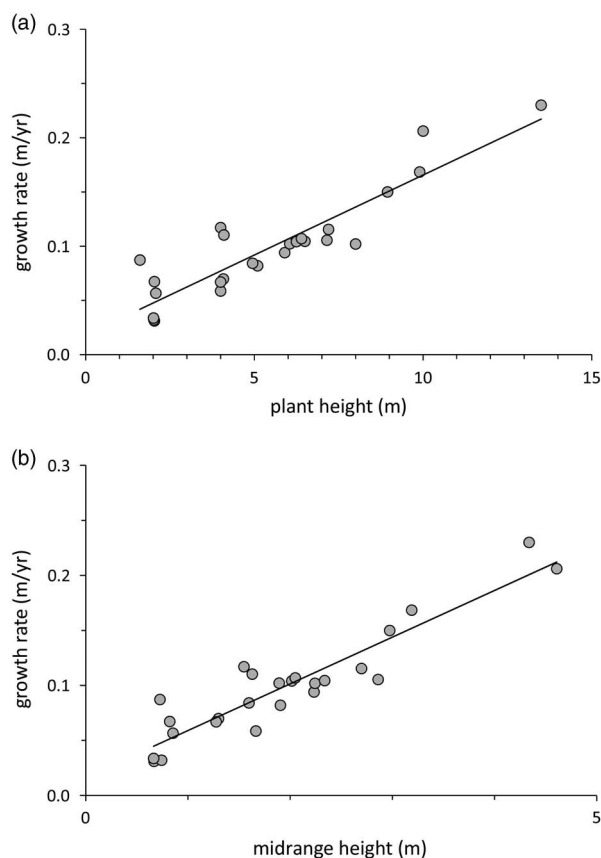 (a)
0.3
0.2
0.1
0.0
growth rate (m/yr)
0 5 10 15
plant height (m)
(b)
0.3
0.2
0.1
0.0
growth rate (m/yr)
0 5
midrange height (m)